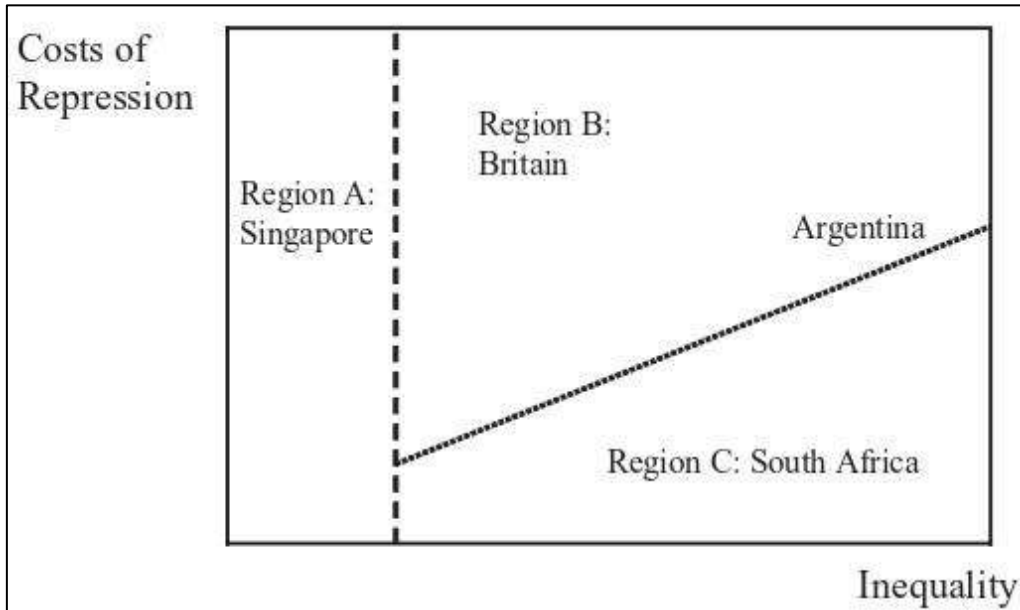 Costs of
Repression
Region B:
Britain
Region A:
Singapore
Argentina
Region C: South Africa
Inequality